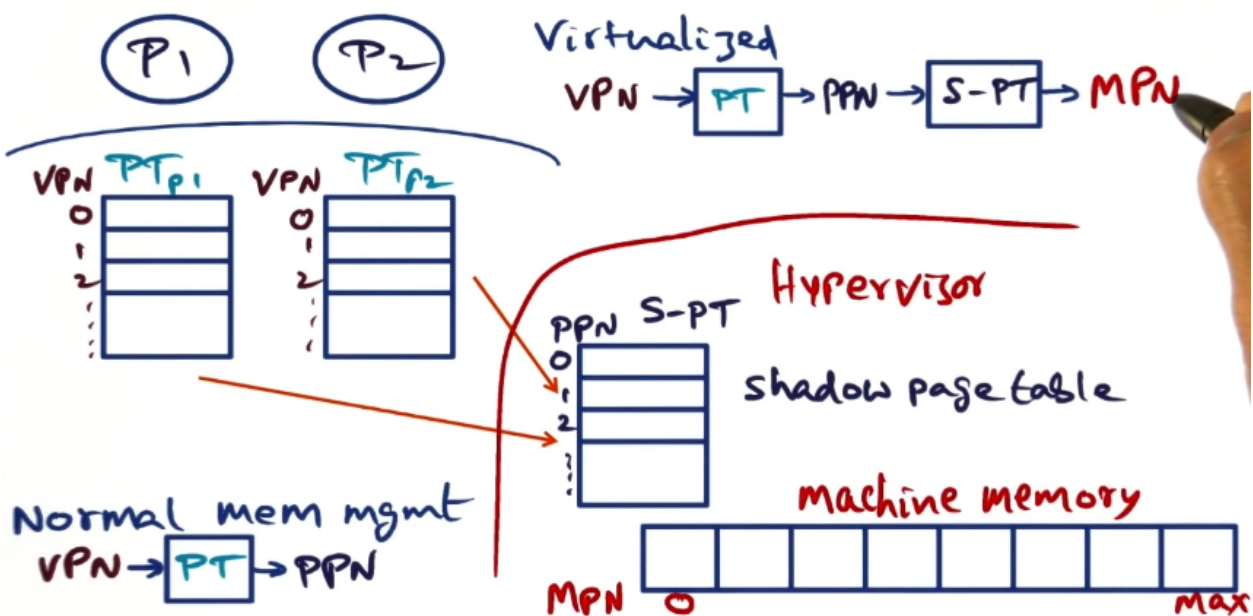 P1
P2
Virtualized
VPN → PT → PPN → S-PT → MPN
VPN PTP1
0
1
2
VPN PTP2
0
1
2
Hypervisor
PPN S-PT
0
1
2
shadow page table
Normal mem mgmt
VPN → PT → PPN
machine memory
MPN 0 max